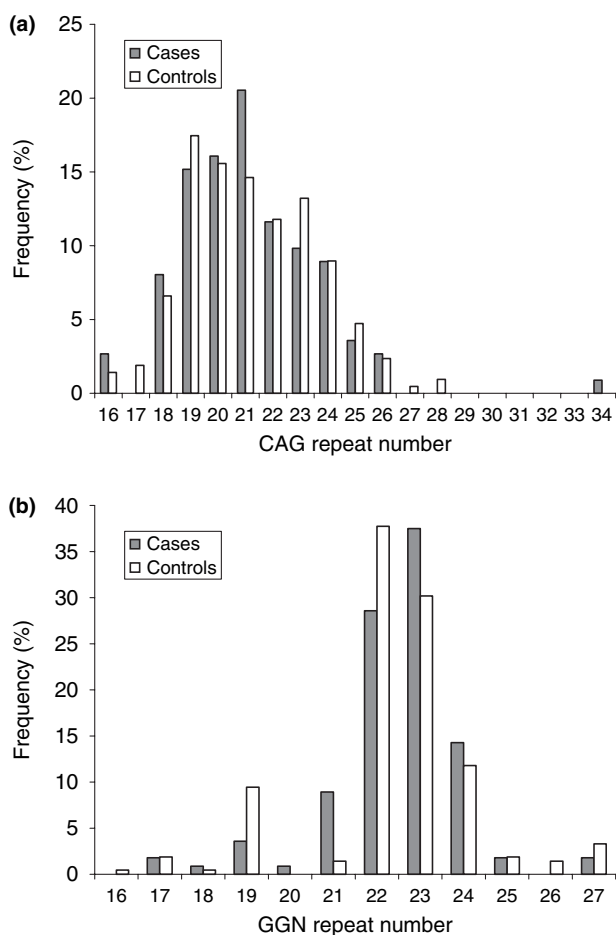 (a)
25
20
15
10
5
0
Frequency (%)
Cases
Controls
16 17 18 19 20 21 22 23 24 25 26 27 28 29 30 31 32 33 34
CAG repeat number
(b)
40
35
30
25
20
15
10
5
0
Frequency (%)
Cases
Controls
16 17 18 19 20 21 22 23 24 25 26 27
GGN repeat number